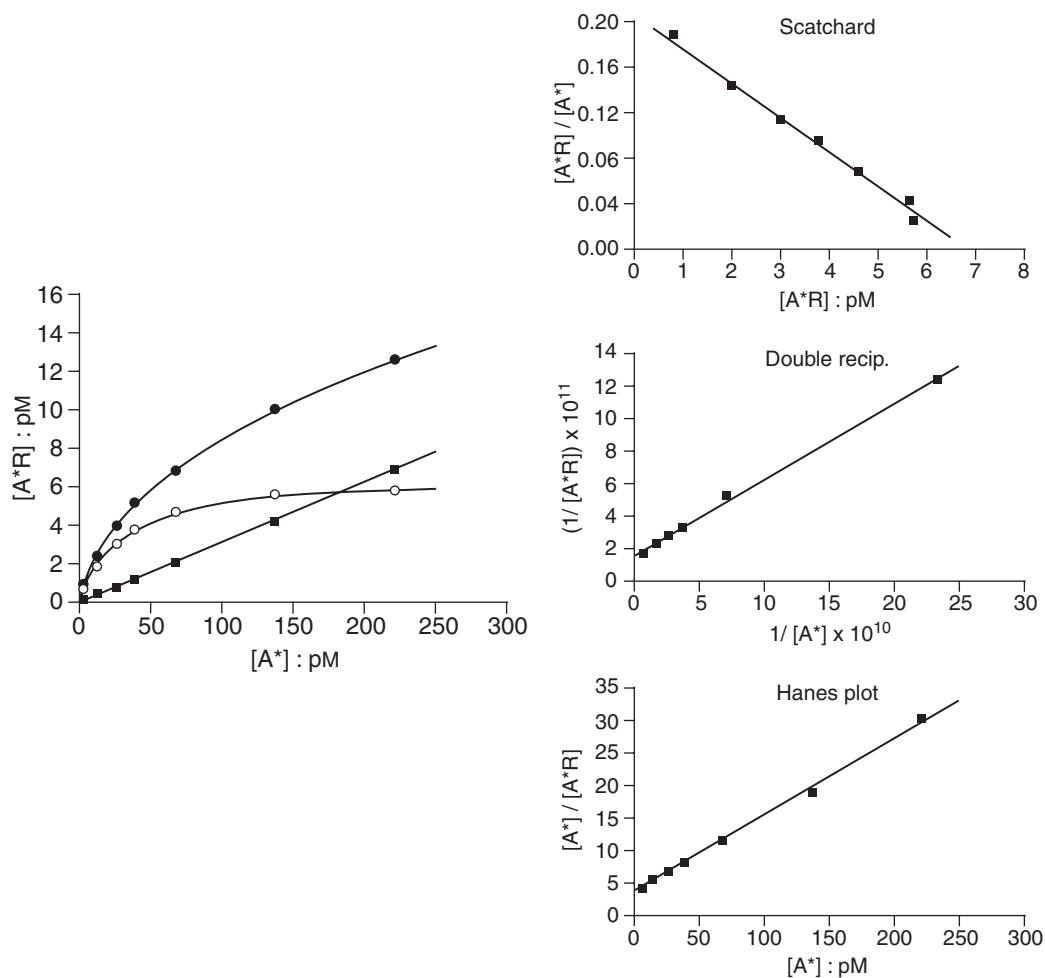 16
14
12
10
8
6
4
2
0
[A*R] : pM
0 50 100 150 200 250 300
[A*] : pM
Scatchard
0.20
0.16
0.12
0.06
0.04
0.00
[A*R] / [A*]
0 1 2 3 4 5 6 7 8
[A*R] : pM
Double recip.
14
12
10
8
6
4
2
0
(1/ [A*R]) x 10¹¹
0 5 10 15 20 25 30
1/ [A*] x 10¹⁰
Hanes plot
35
30
25
20
15
10
5
0
[A*] / [A*R]
0 50 100 150 200 250 300
[A*] : pM